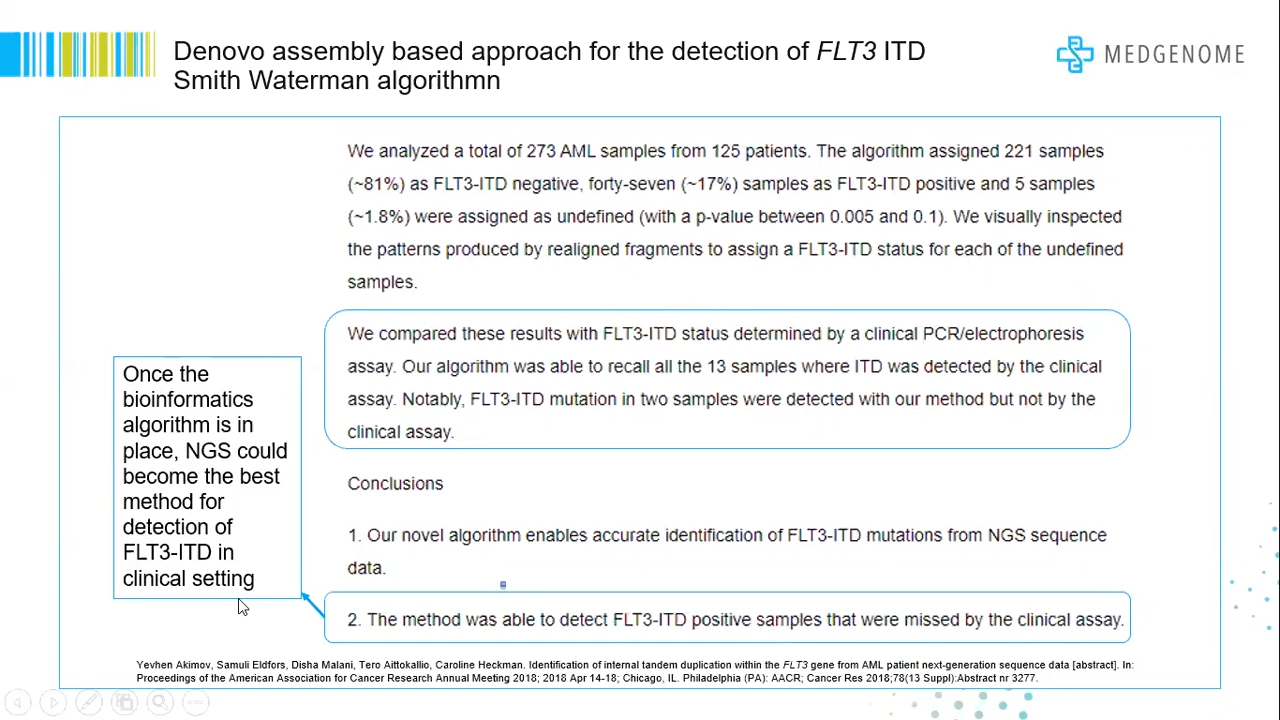 Denovo assembly based approach for the detection of FLT3 ITD
Smith Waterman algorithmn
MEDGENOME
We analyzed a total of 273 AML samples from 125 patients. The algorithm assigned 221 samples
(~81%) as FLT3-ITD negative, forty-seven (~17%) samples as FLT3-ITD positive and 5 samples
(~1.8%) were assigned as undefined (with a p-value between 0.005 and 0.1). We visually inspected
the patterns produced by realigned fragments to assign a FLT3-ITD status for each of the undefined
samples.
We compared these results with FLT3-ITD status determined by a clinical PCR/electrophoresis
assay. Our algorithm was able to recall all the 13 samples where ITD was detected by the clinical
assay. Notably, FLT3-ITD mutation in two samples were detected with our method but not by the
clinical assay.
Once the
bioinformatics
algorithm is in
place, NGS could
become the best
method for
detection of
FLT3-ITD in
clinical setting
Conclusions
1. Our novel algorithm enables accurate identification of FLT3-ITD mutations from NGS sequence
data.
2. The method was able to detect FLT3-ITD positive samples that were missed by the clinical assay.
Yevhen Akimov, Samuli Eldfors, Disha Malani, Tero Aittokallio, Caroline Heckman. Identification of internal tandem duplication within the FLT3 gene from AML patient next-generation sequence data [abstract]. In:
Proceedings of the American Association for Cancer Research Annual Meeting 2018; 2018 Apr 14-18; Chicago, IL. Philadelphia (PA): AACR; Cancer Res 2018;78(13 Suppl):Abstract nr 3277.